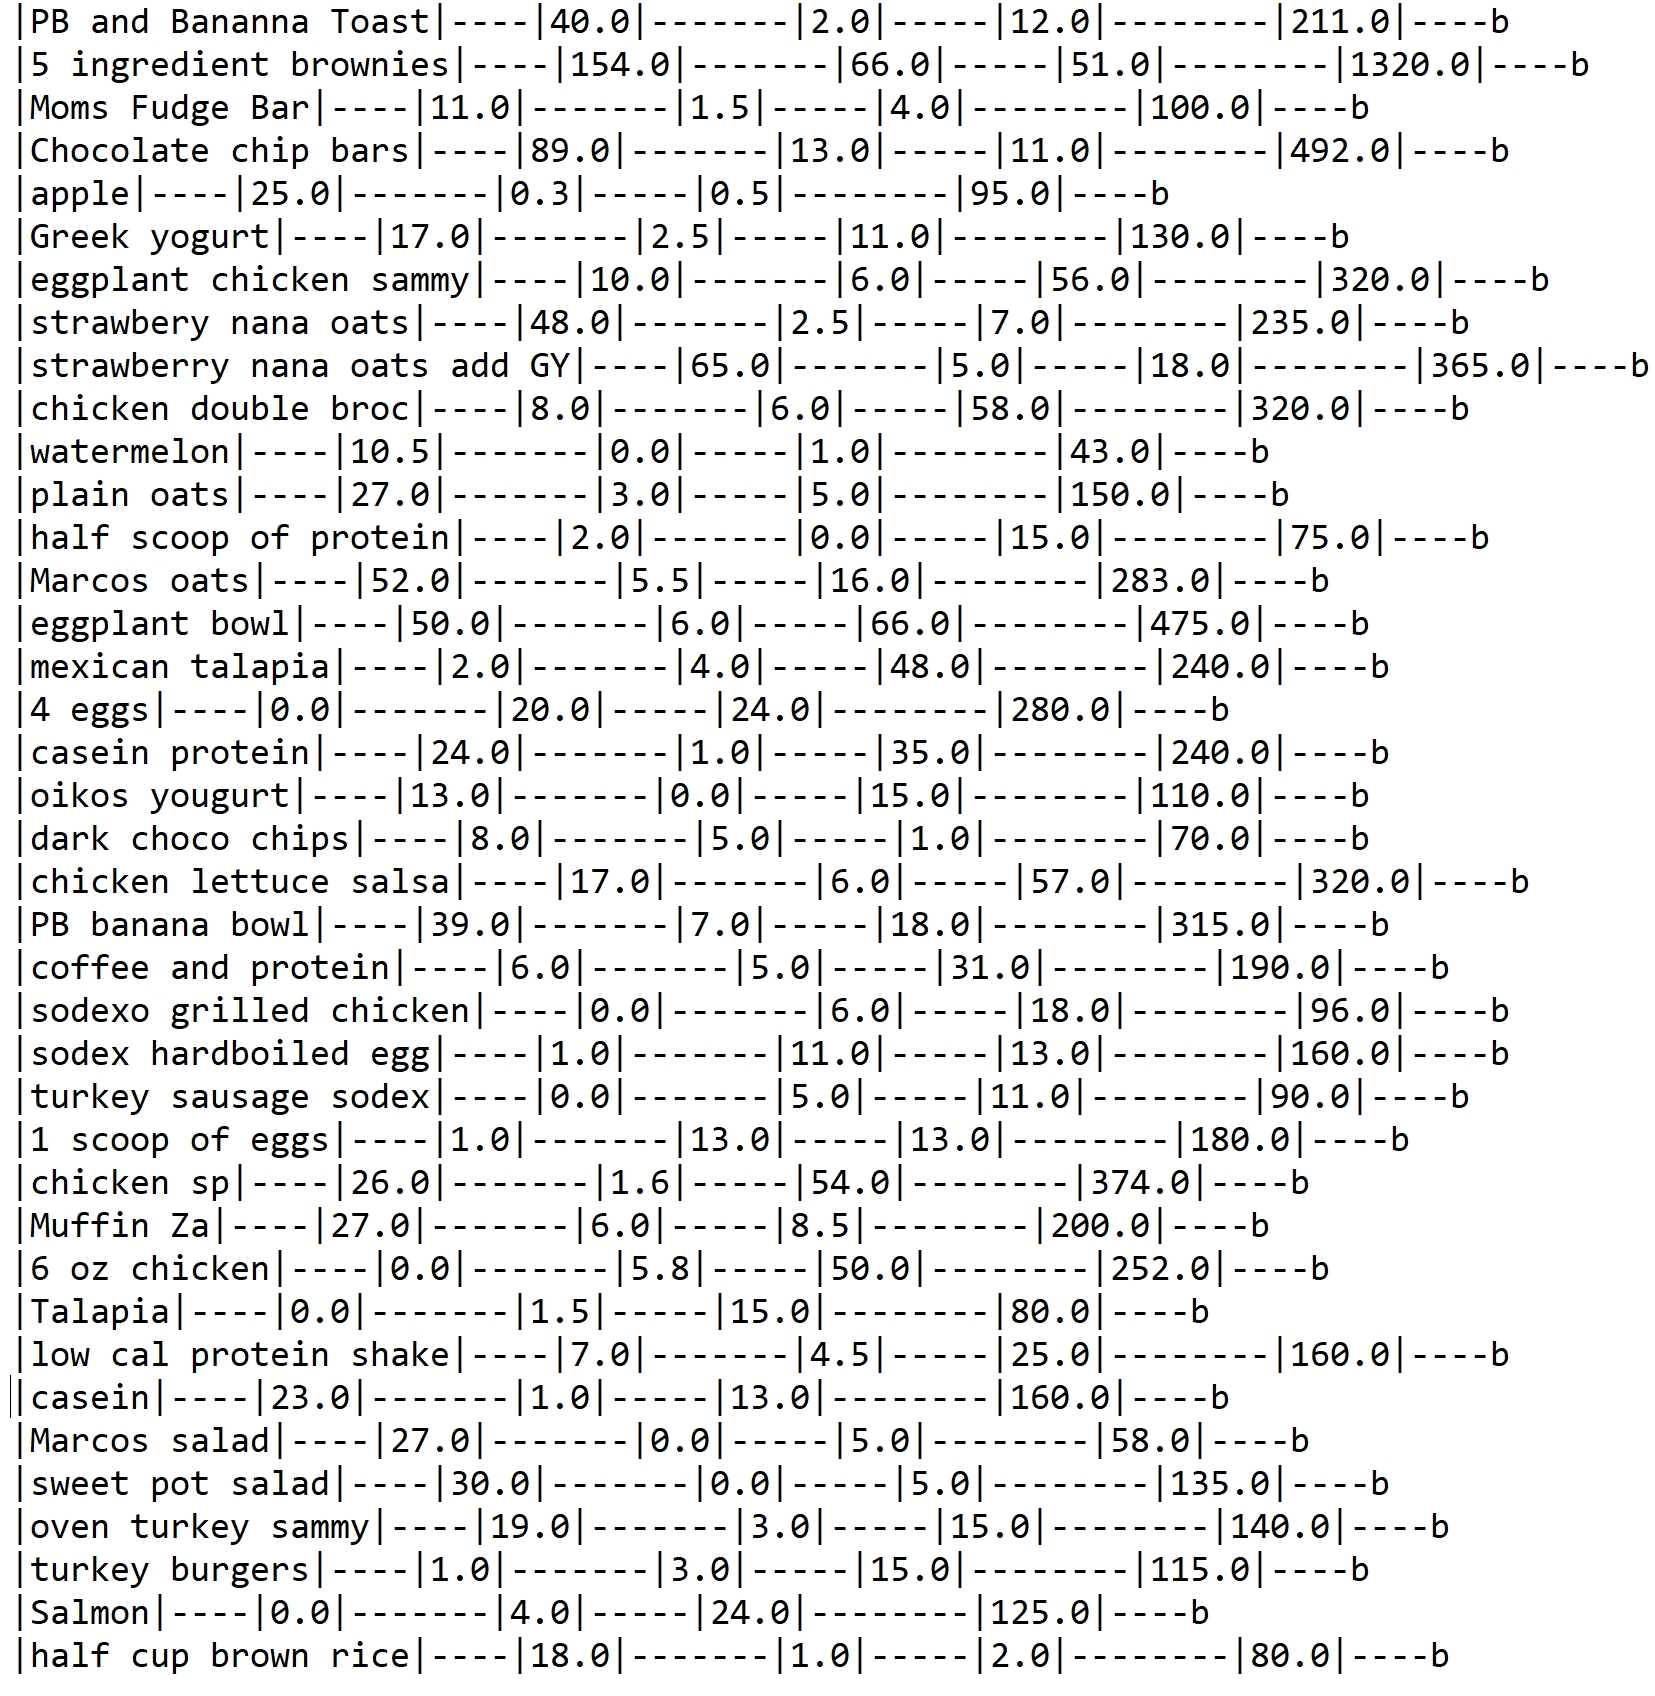 |PB and Bananna Toast|----|40.0|-------|2.0|-----|12.0|--------|211.0|----b
|5 ingredient brownies|----|154.0|-------|66.0|-----|51.0|--------|1320.0|----b
|Moms Fudge Bar|----|11.0|-------|1.5|-----|4.0|--------|100.0|----b
|Chocolate chip bars|----|89.0|-------|13.0|-----|11.0|--------|492.0|----b
|apple|----|25.0|-------|0.3|-----|0.5|--------|95.0|----b
|Greek yogurt|----|17.0|-------|2.5|-----|11.0|--------|130.0|----b
|eggplant chicken sammy|----|10.0|-------|6.0|-----|56.0|--------|320.0|----b
|strawbery nana oats|----|48.0|-------|2.5|-----|7.0|--------|235.0|----b
|strawberry nana oats add GY|----|65.0|-------|5.0|-----|18.0|--------|365.0|----b
|chicken double broc|----|8.0|-------|6.0|-----|58.0|--------|320.0|----b
|watermelon|----|10.5|-------|0.0|-----|1.0|--------|43.0|----b
|plain oats|----|27.0|-------|3.0|-----|5.0|--------|150.0|----b
|half scoop of protein|----|2.0|-------|0.0|-----|15.0|--------|75.0|----b
|Marcos oats|----|52.0|-------|5.5|-----|16.0|--------|283.0|----b
|eggplant bowl|----|50.0|-------|6.0|-----|66.0|--------|475.0|----b
|mexican talapia|----|2.0|-------|4.0|-----|48.0|--------|240.0|----b
|4 eggs|----|0.0|-------|20.0|-----|24.0|--------|280.0|----b
|casein protein|----|24.0|-------|1.0|-----|35.0|--------|240.0|----b
|oikos yougurt|----|13.0|-------|0.0|-----|15.0|--------|110.0|----b
|dark choco chips|----|8.0|-------|5.0|-----|1.0|--------|70.0|----b
|chicken lettuce salsa|----|17.0|-------|6.0|-----|57.0|--------|320.0|----b
|PB banana bowl|----|39.0|-------|7.0|-----|18.0|--------|315.0|----b
|coffee and protein|----|6.0|-------|5.0|-----|31.0|--------|190.0|----b
|sodexo grilled chicken|----|0.0|-------|6.0|-----|18.0|--------|96.0|----b
|sodex hardboiled egg|----|1.0|-------|11.0|-----|13.0|--------|160.0|----b
|turkey sausage sodex|----|0.0|-------|5.0|-----|11.0|--------|90.0|----b
|1 scoop of eggs|----|1.0|-------|13.0|-----|13.0|--------|180.0|----b
|chicken sp|----|26.0|-------|1.6|-----|54.0|--------|374.0|----b
|Muffin Za|----|27.0|-------|6.0|-----|8.5|--------|200.0|----b
|6 oz chicken|----|0.0|-------|5.8|-----|50.0|--------|252.0|----b
|Talapia|----|0.0|-------|1.5|-----|15.0|--------|80.0|----b
|low cal protein shake|----|7.0|-------|4.5|-----|25.0|--------|160.0|----b
|casein|----|23.0|-------|1.0|-----|13.0|--------|160.0|----b
|Marcos salad|----|27.0|-------|0.0|-----|5.0|--------|58.0|----b
|sweet pot salad|----|30.0|-------|0.0|-----|5.0|--------|135.0|----b
|oven turkey sammy|----|19.0|-------|3.0|-----|15.0|--------|140.0|----b
|turkey burgers|----|1.0|-------|3.0|-----|15.0|--------|115.0|----b
|Salmon|----|0.0|-------|4.0|-----|24.0|--------|125.0|----b
|half cup brown rice|----|18.0|-------|1.0|-----|2.0|--------|80.0|----b